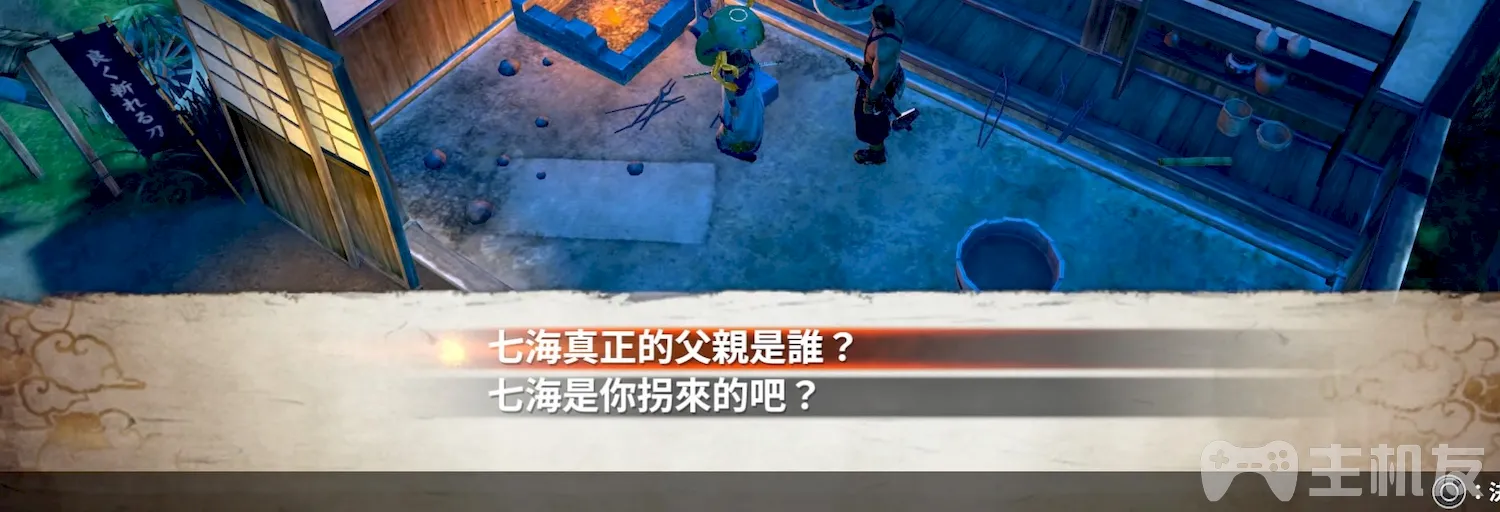 良く斬れる刀
七海真正的父親是誰？
七海是你拐來的吧？
主机友
：決